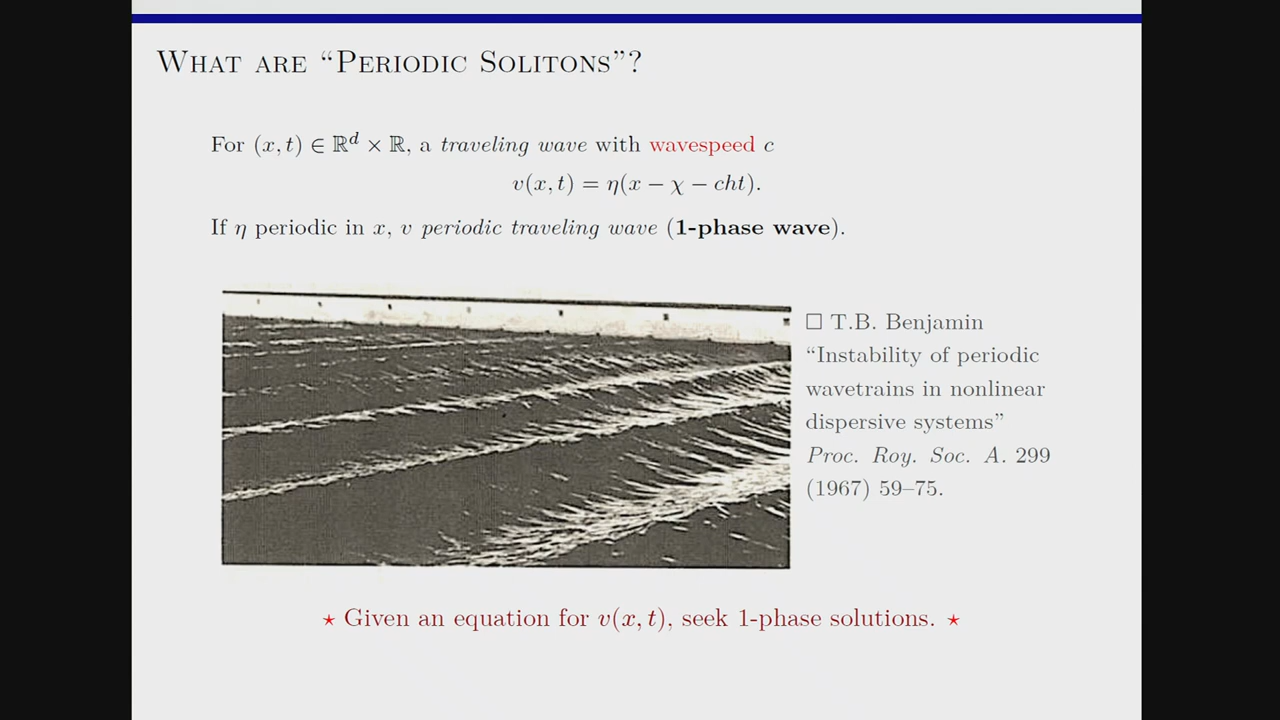 What are “Periodic Solitons”?
For (x, t) ∈ ℝᵈ × ℝ, a traveling wave with wavespeed c
v(x, t) = η(x − χ − cht).
If η periodic in x, v periodic traveling wave (1-phase wave).
□ T.B. Benjamin
“Instability of periodic
wavetrains in nonlinear
dispersive systems”
Proc. Roy. Soc. A. 299
(1967) 59–75.
⋆ Given an equation for v(x, t), seek 1-phase solutions. ⋆